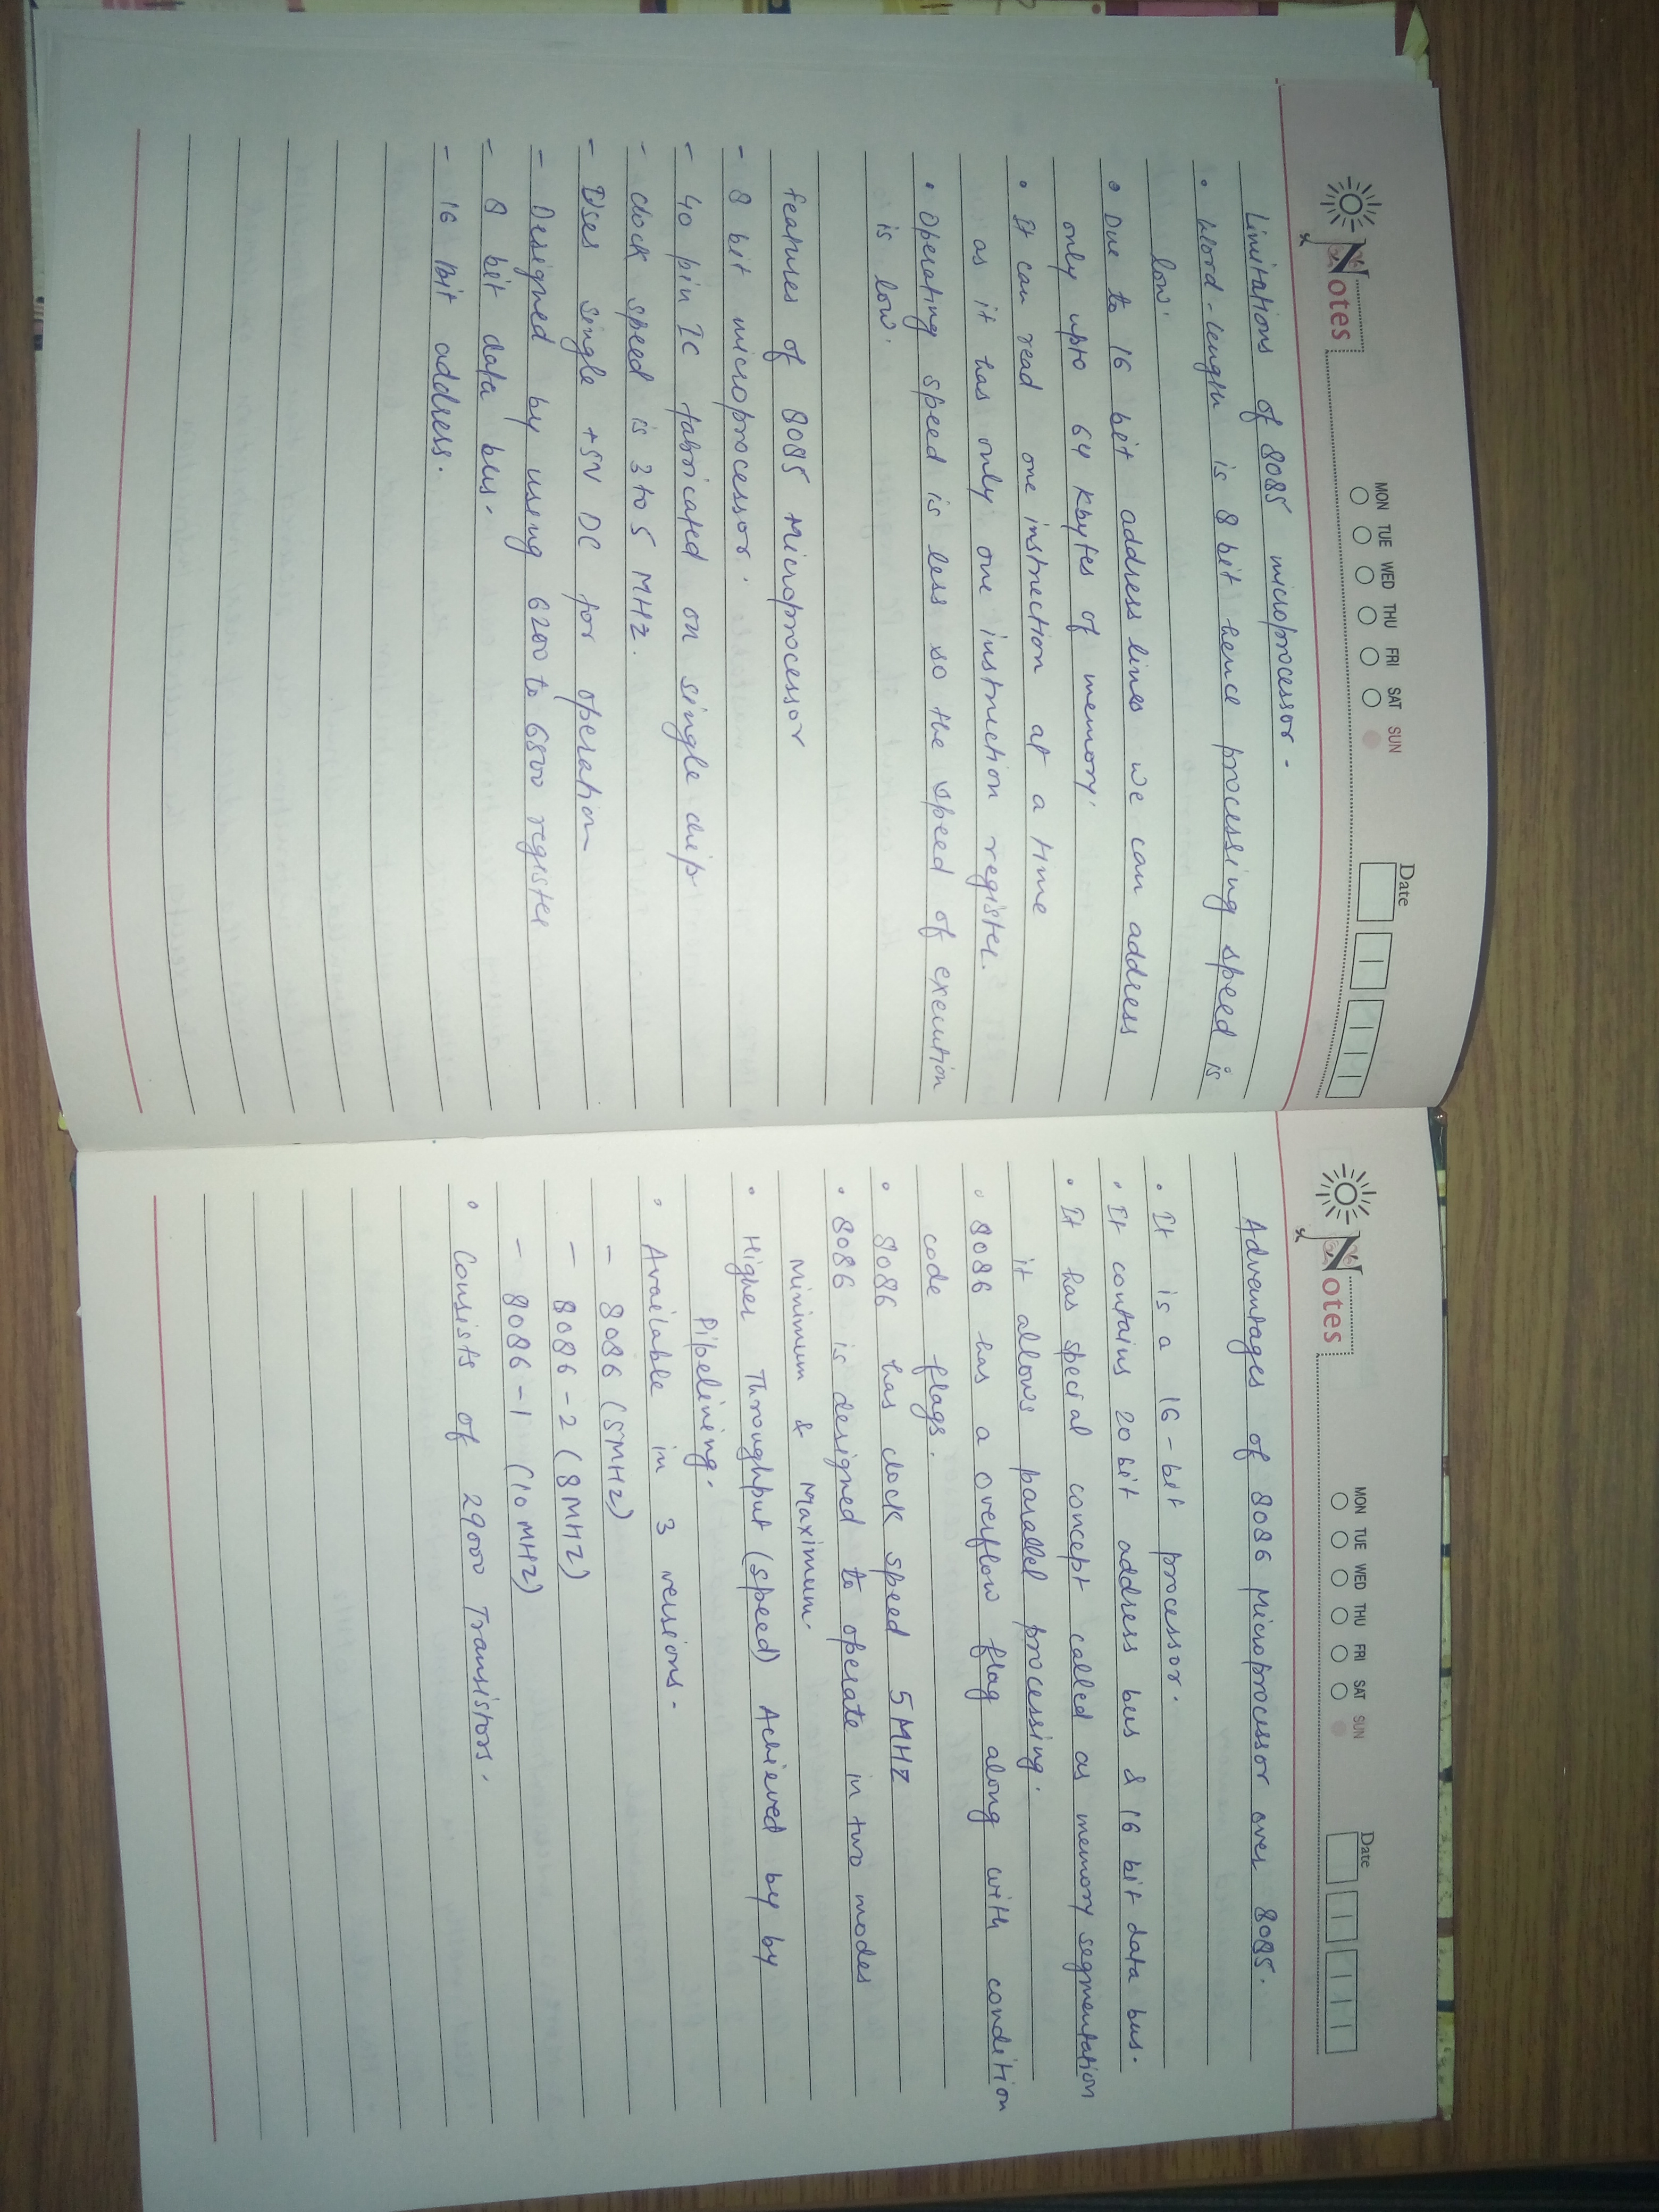 MON TUE WED THU FRI SAT SUN
Date
Notes
Limitations of 8085 microprocessor -
• Word-length is 8 bit hence processing speed is
low.
• Due to 16 bit address lines we can address
only upto 64 Kbytes of memory.
• It can read one instruction at a time
as it has only one instruction register.
• Operating speed is less so the speed of execution
is low.
features of 8085 Microprocessor
- 8 bit microprocessor.
- 40 pin IC fabricated on single chip
- clock speed is 3 to 5 MHz.
- Uses single +5V DC for operation
- Designed by using 6200 to 6500 register
- 8 bit data bus.
- 16 Bit address.
MON TUE WED THU FRI SAT SUN
Date
Notes
Advantages of 8086 Microprocessor over 8085.
• It is a 16-bit processor.
• It contains 20 bit address bus & 16 bit data bus.
• It has special concept called as memory segmentation
it allows parallel processing.
• 8086 has a overflow flag along with condition
code flags.
• 8086 has clock speed 5 MHZ
• 8086 is designed to operate in two modes
Minimum & Maximum.
• Higher Throughput (speed) Achieved by by
Pipelining.
• Available in 3 versions.
- 8086 (5MHz)
- 8086-2 (8MHZ)
- 8086-1 (10 MHZ)
• Consists of 29000 Transistors.